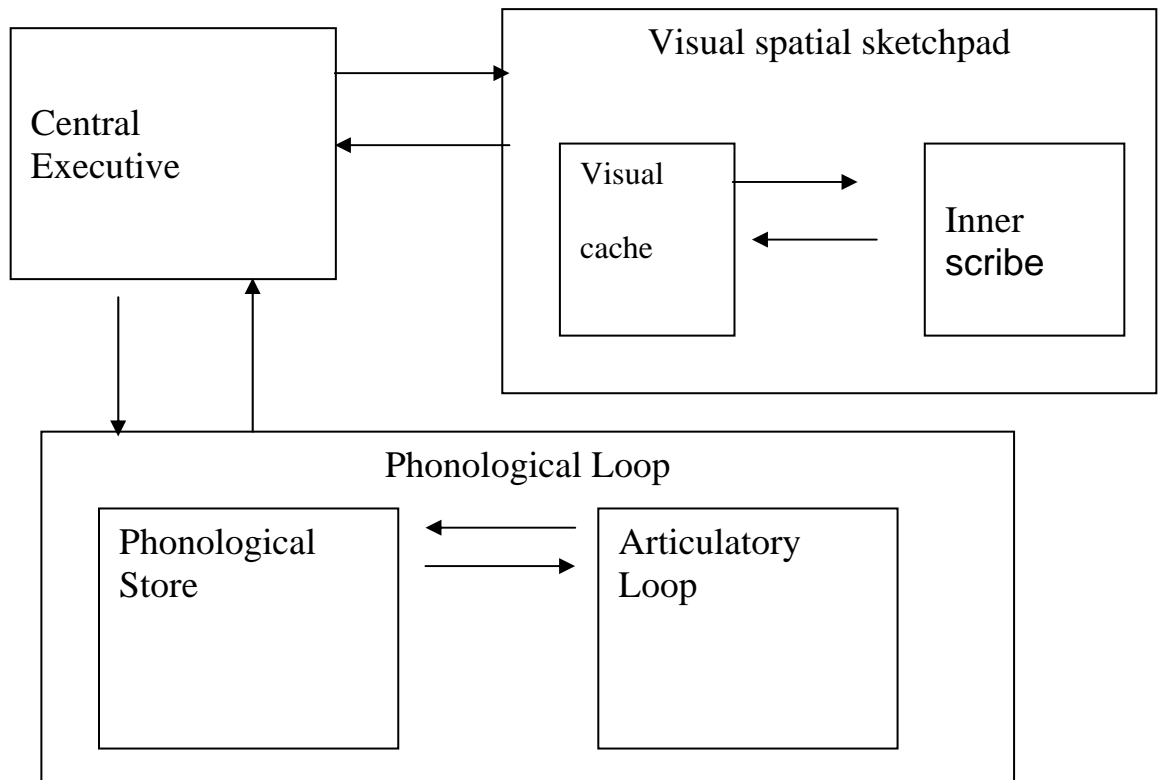 Visual spatial sketchpad
Central
Executive
Visual
cache
Inner
scribe
Phonological Loop
Phonological
Store
Articulatory
Loop